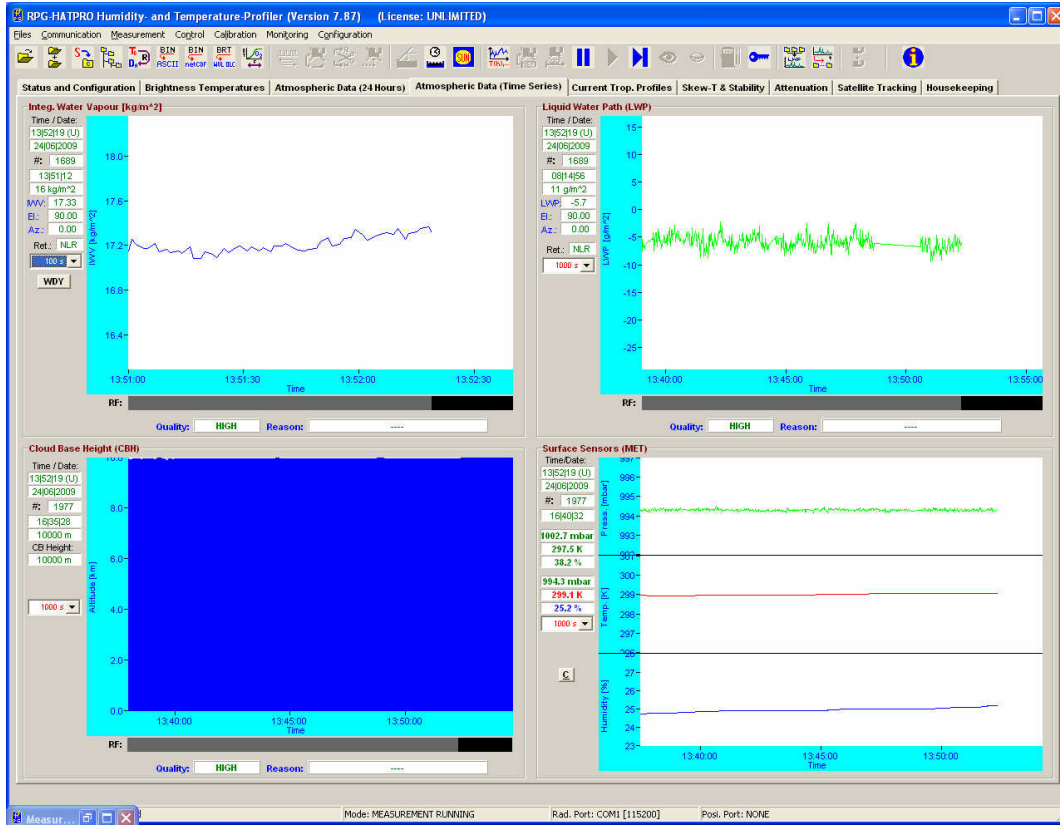 RPG-HATPRO Humidity- and Temperature-Profiler (Version 7.87) (License: UNLIMITED)
Files Communication Measurement Control Calibration Monitoring Configuration
BIN ASCII BIN netCDF BRT
T(h),...
SUN
LWP
Status and Configuration Brightness Temperatures Atmospheric Data (24 Hours) Atmospheric Data (Time Series) Current Trop. Profiles Skew-T & Stability Attenuation Satellite Tracking Housekeeping
Integ. Water Vapour [kg/m^2]
Time / Date:
13|52|19 (U)
24|06|2009
#: 1689
13|51|12
16 kg/m^2
IWV: 17.33
El.: 90.00
Az.: 0.00
Ret.: NLR
100 s
WDY
IWV [kg/m^2]
18.0
17.6
17.2
16.8
16.4
13:51:00 13:51:30 13:52:00 13:52:30
Time
RF:
Quality: HIGH Reason: ----
Liquid Water Path (LWP)
Time / Date:
13|52|19 (U)
24|06|2009
#: 1689
08|14|56
11 g/m^2
LWP: -5.7
El.: 90.00
Az.: 0.00
Ret.: NLR
1000 s
LWP [g/m^2]
15
10
5
0
-5
-10
-15
-20
-25
13:40:00 13:45:00 13:50:00 13:55:00
Time
RF:
Quality: HIGH Reason: ----
Cloud Base Height (CBH)
Time / Date:
13|52|19 (U)
24|06|2009
#: 1977
16|35|28
10000 m
CB Height:
10000 m
1000 s
Altitude [km]
10.0
8.0
6.0
4.0
2.0
0.0
13:40:00 13:45:00 13:50:00
Time
RF:
Quality: HIGH Reason: ----
Surface Sensors (MET)
Time/Date:
13|52|19 (U)
24|06|2009
#: 1977
16|40|32
1002.7 mbar
297.5 K
38.2 %
994.3 mbar
299.1 K
25.2 %
1000 s
C
Press. [mbar]
997
996
995
994
993
Temp. [K]
301
300
299
298
297
Humidity [%]
27
26
25
24
23
13:40:00 13:45:00 13:50:00
Time
Measur...
Mode: MEASUREMENT RUNNING Rad. Port: COM1 [115200] Posi. Port: NONE